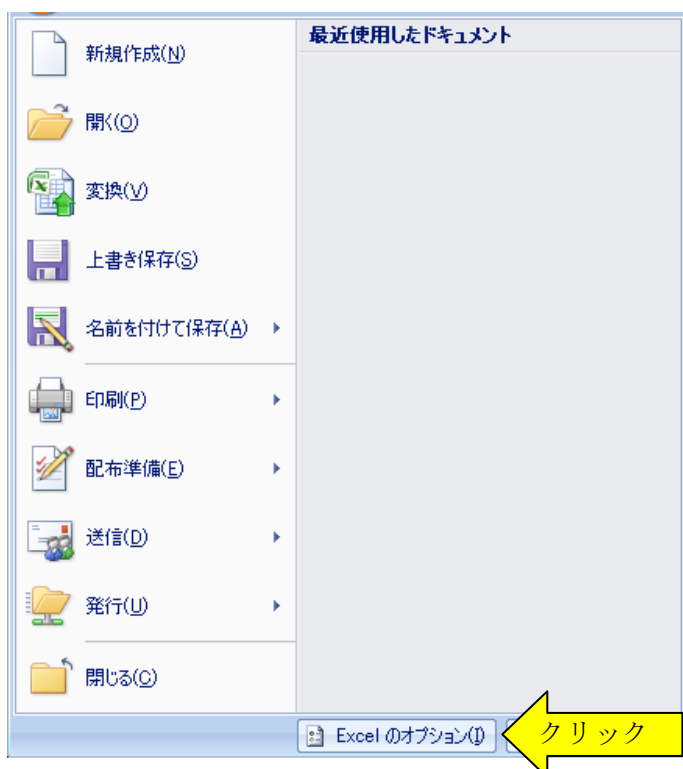 最近使用したドキュメント
新規作成(N)
開く(O)
変換(V)
上書き保存(S)
名前を付けて保存(A)
印刷(P)
配布準備(E)
送信(D)
発行(U)
閉じる(C)
Excel のオプション(I)
クリック